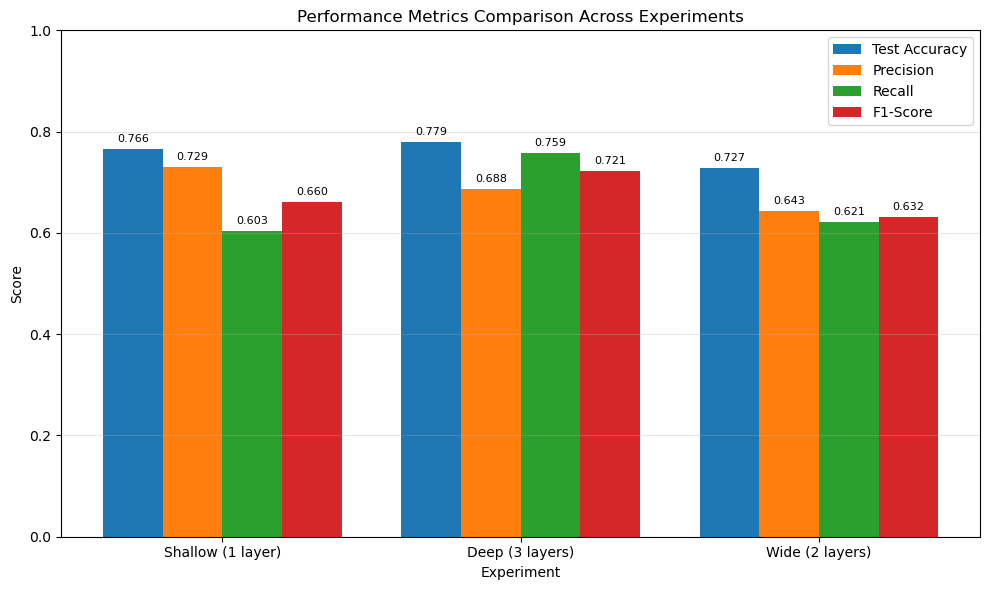 Performance Metrics Comparison Across Experiments
1.0
0.8
0.6
0.4
0.2
0.0
Score
Test Accuracy
Precision
Recall
F1-Score
0.766
0.729
0.603
0.660
0.779
0.688
0.759
0.721
0.727
0.643
0.621
0.632
Shallow (1 layer)
Deep (3 layers)
Wide (2 layers)
Experiment